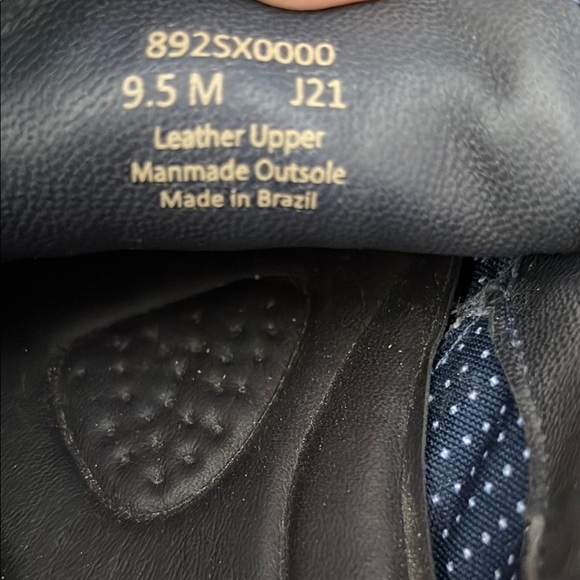 892SX0000
9.5 M J21
Leather Upper
Manmade Outsole
Made in Brazil